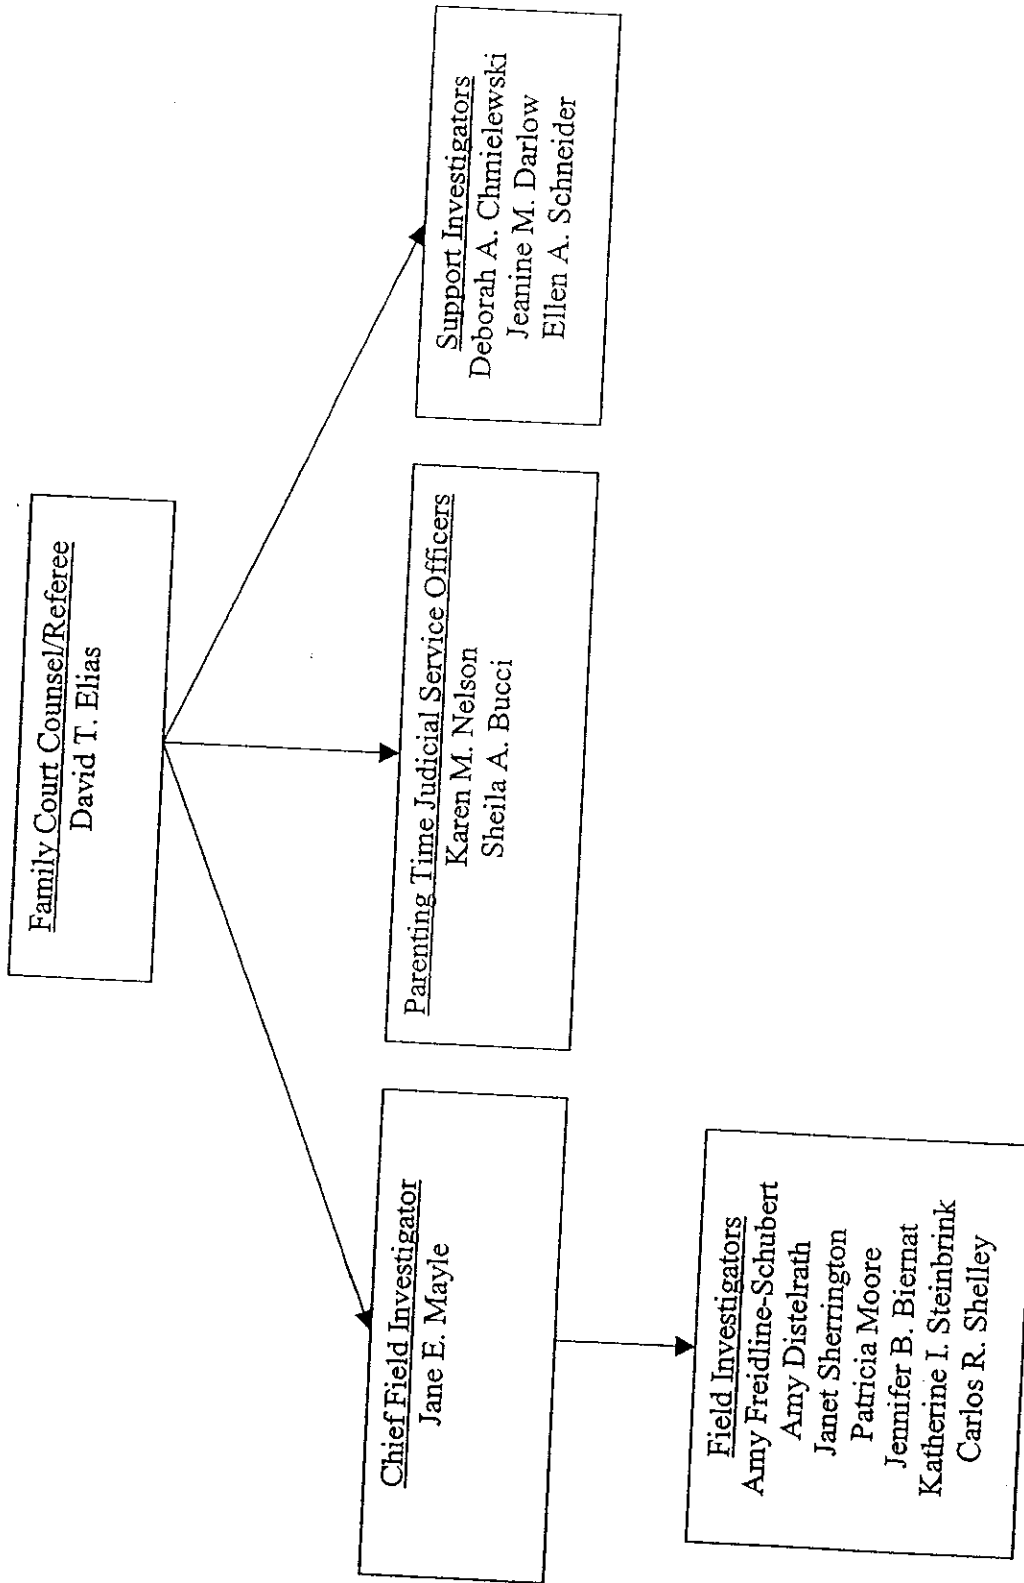 Family Court Counsel/Referee
David T. Elias
Chief Field Investigator
Jane E. Mayle
Parenting Time Judicial Service Officers
Karen M. Nelson
Sheila A. Bucci
Support Investigators
Deborah A. Chmielewski
Jeanine M. Darlow
Ellen A. Schneider
Field Investigators
Amy Freidline-Schubert
Amy Distelrath
Janet Sherrington
Patricia Moore
Jennifer B. Biernat
Katherine I. Steinbrink
Carlos R. Shelley